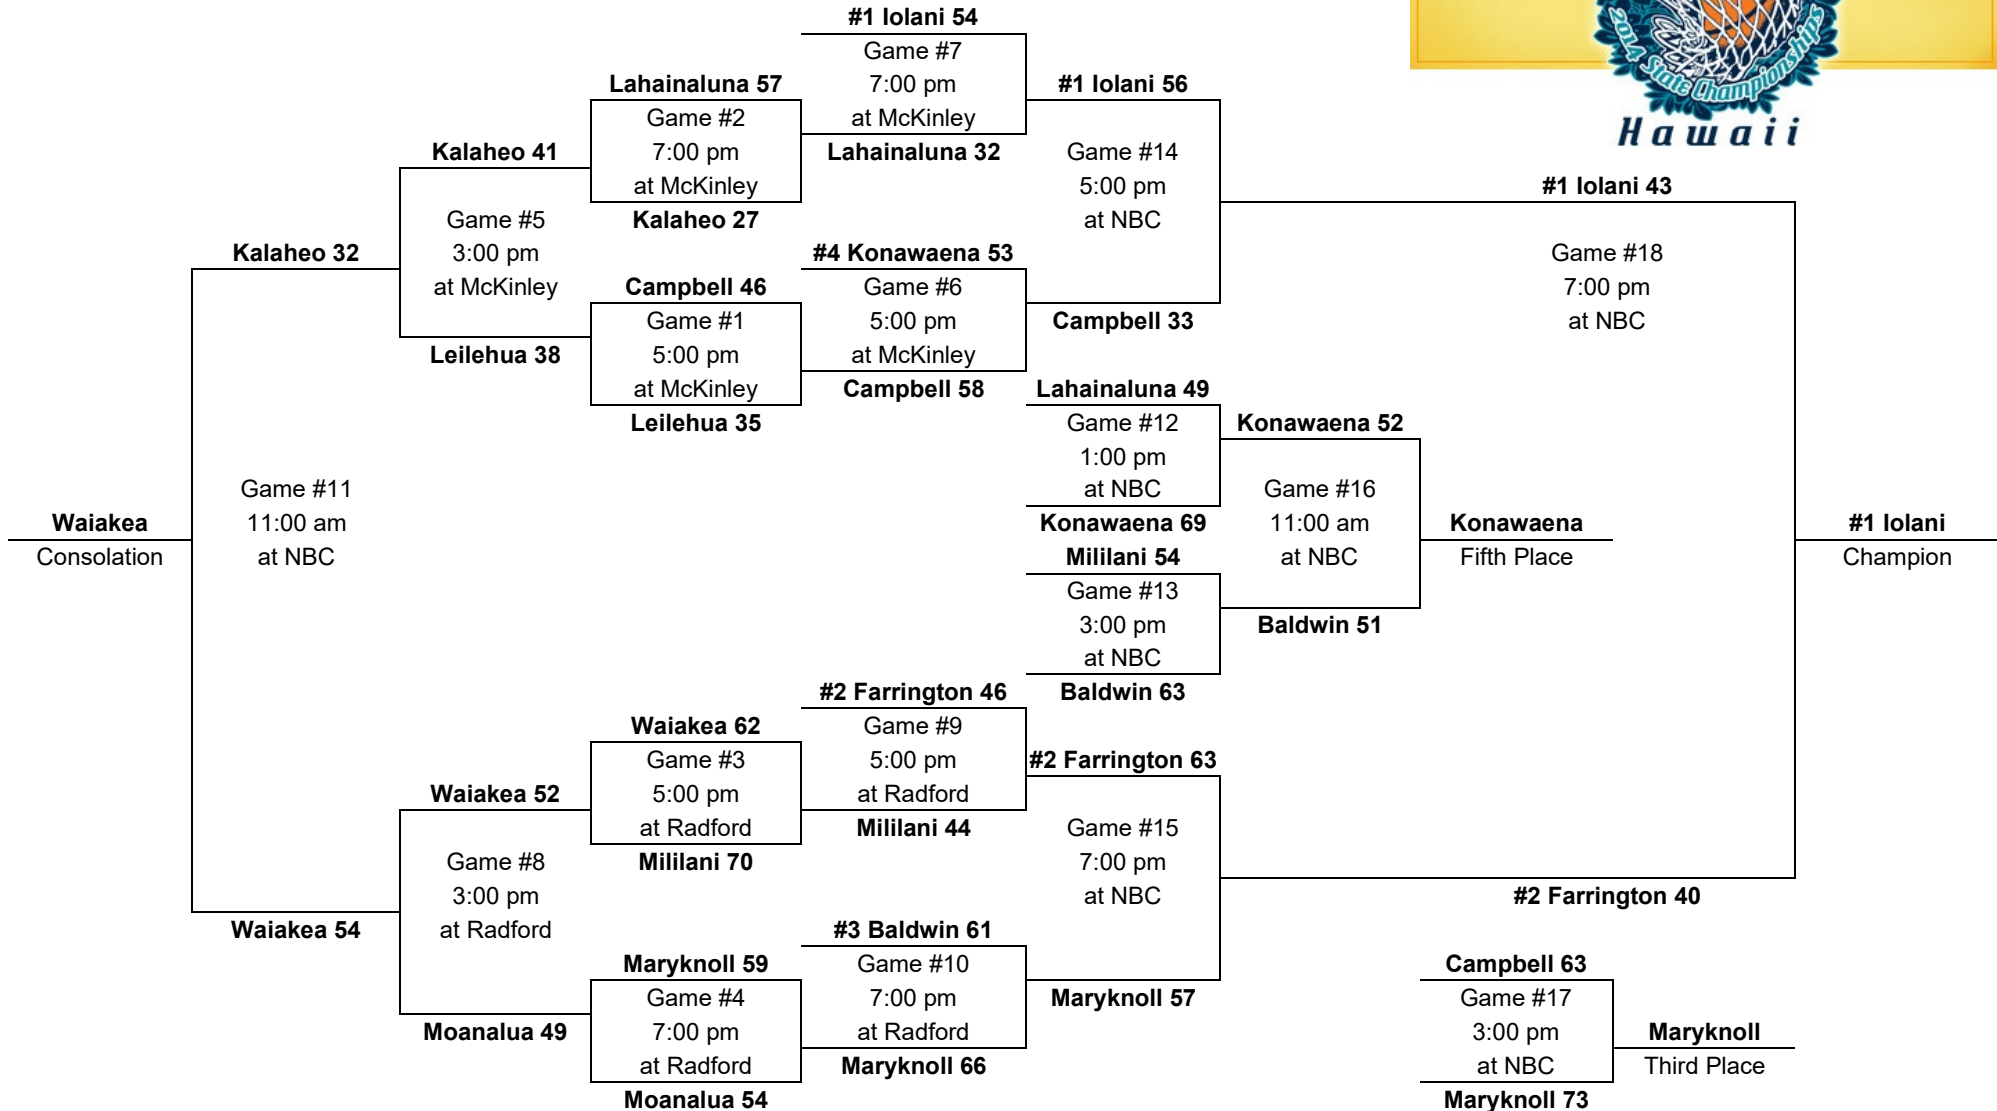 2014 State Championships
Hawaii
#1 Iolani 54
Game #7
7:00 pm
at McKinley
Lahainaluna 32
Lahainaluna 57
Game #2
7:00 pm
at McKinley
Kalaheo 27
#1 Iolani 56
Game #14
5:00 pm
at NBC
Campbell 33
Kalaheo 41
Game #5
3:00 pm
at McKinley
Leilehua 38
#1 Iolani 43
Game #18
7:00 pm
at NBC
#2 Farrington 40
Kalaheo 32
Game #11
11:00 am
at NBC
Waiakea 54
#4 Konawaena 53
Game #6
5:00 pm
at McKinley
Campbell 58
Campbell 46
Game #1
5:00 pm
at McKinley
Leilehua 35
Lahainaluna 49
Game #12
1:00 pm
at NBC
Konawaena 69
Konawaena 52
Game #16
11:00 am
at NBC
Baldwin 51
Waiakea
Consolation
Konawaena
Fifth Place
#1 Iolani
Champion
Mililani 54
Game #13
3:00 pm
at NBC
Baldwin 63
#2 Farrington 46
Game #9
5:00 pm
at Radford
Mililani 44
Waiakea 62
Game #3
5:00 pm
at Radford
Mililani 70
#2 Farrington 63
Game #15
7:00 pm
at NBC
Maryknoll 57
Waiakea 52
Game #8
3:00 pm
at Radford
Moanalua 49
#3 Baldwin 61
Game #10
7:00 pm
at Radford
Maryknoll 66
Maryknoll 59
Game #4
7:00 pm
at Radford
Moanalua 54
Campbell 63
Game #17
3:00 pm
at NBC
Maryknoll 73
Maryknoll
Third Place